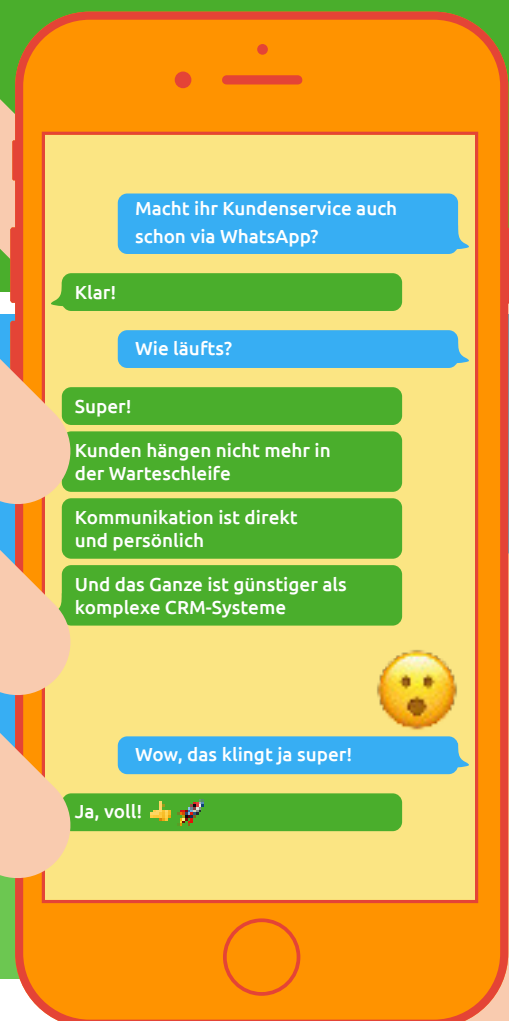 Macht ihr Kundenservice auch
schon via WhatsApp?
Klar!
Wie läufts?
Super!
Kunden hängen nicht mehr in
der Warteschleife
Kommunikation ist direkt
und persönlich
Und das Ganze ist günstiger als
komplexe CRM-Systeme
😮
Wow, das klingt ja super!
Ja, voll! 👍 🚀